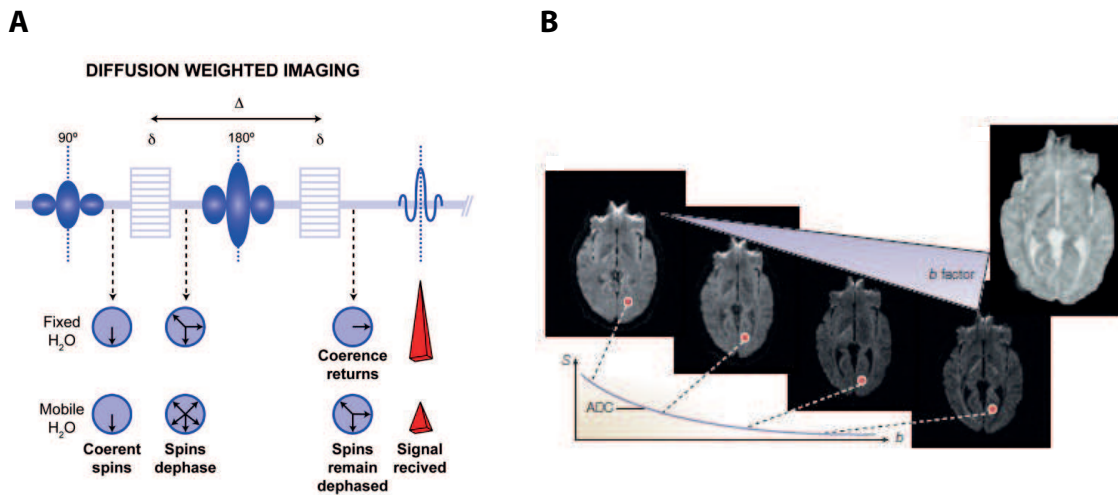 A
DIFFUSION WEIGHTED IMAGING
Δ
90º
δ
180º
δ
Fixed
H₂O
Coerence
returns
Mobile
H₂O
Coerent
spins
Spins
dephase
Spins
remain
dephased
Signal
recived
B
b factor
S
ADC
b